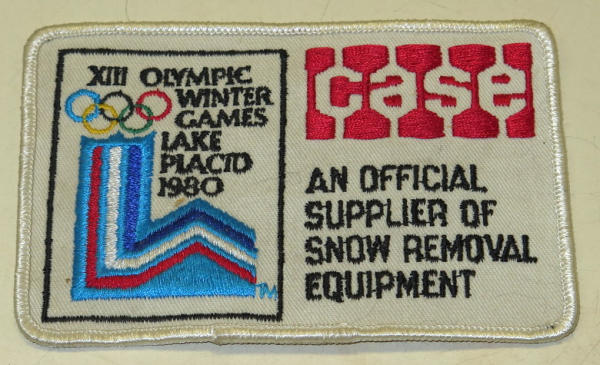 XIII OLYMPIC
WINTER
GAMES
LAKE
PLACID
1980
TM
case
AN OFFICIAL
SUPPLIER OF
SNOW REMOVAL
EQUIPMENT